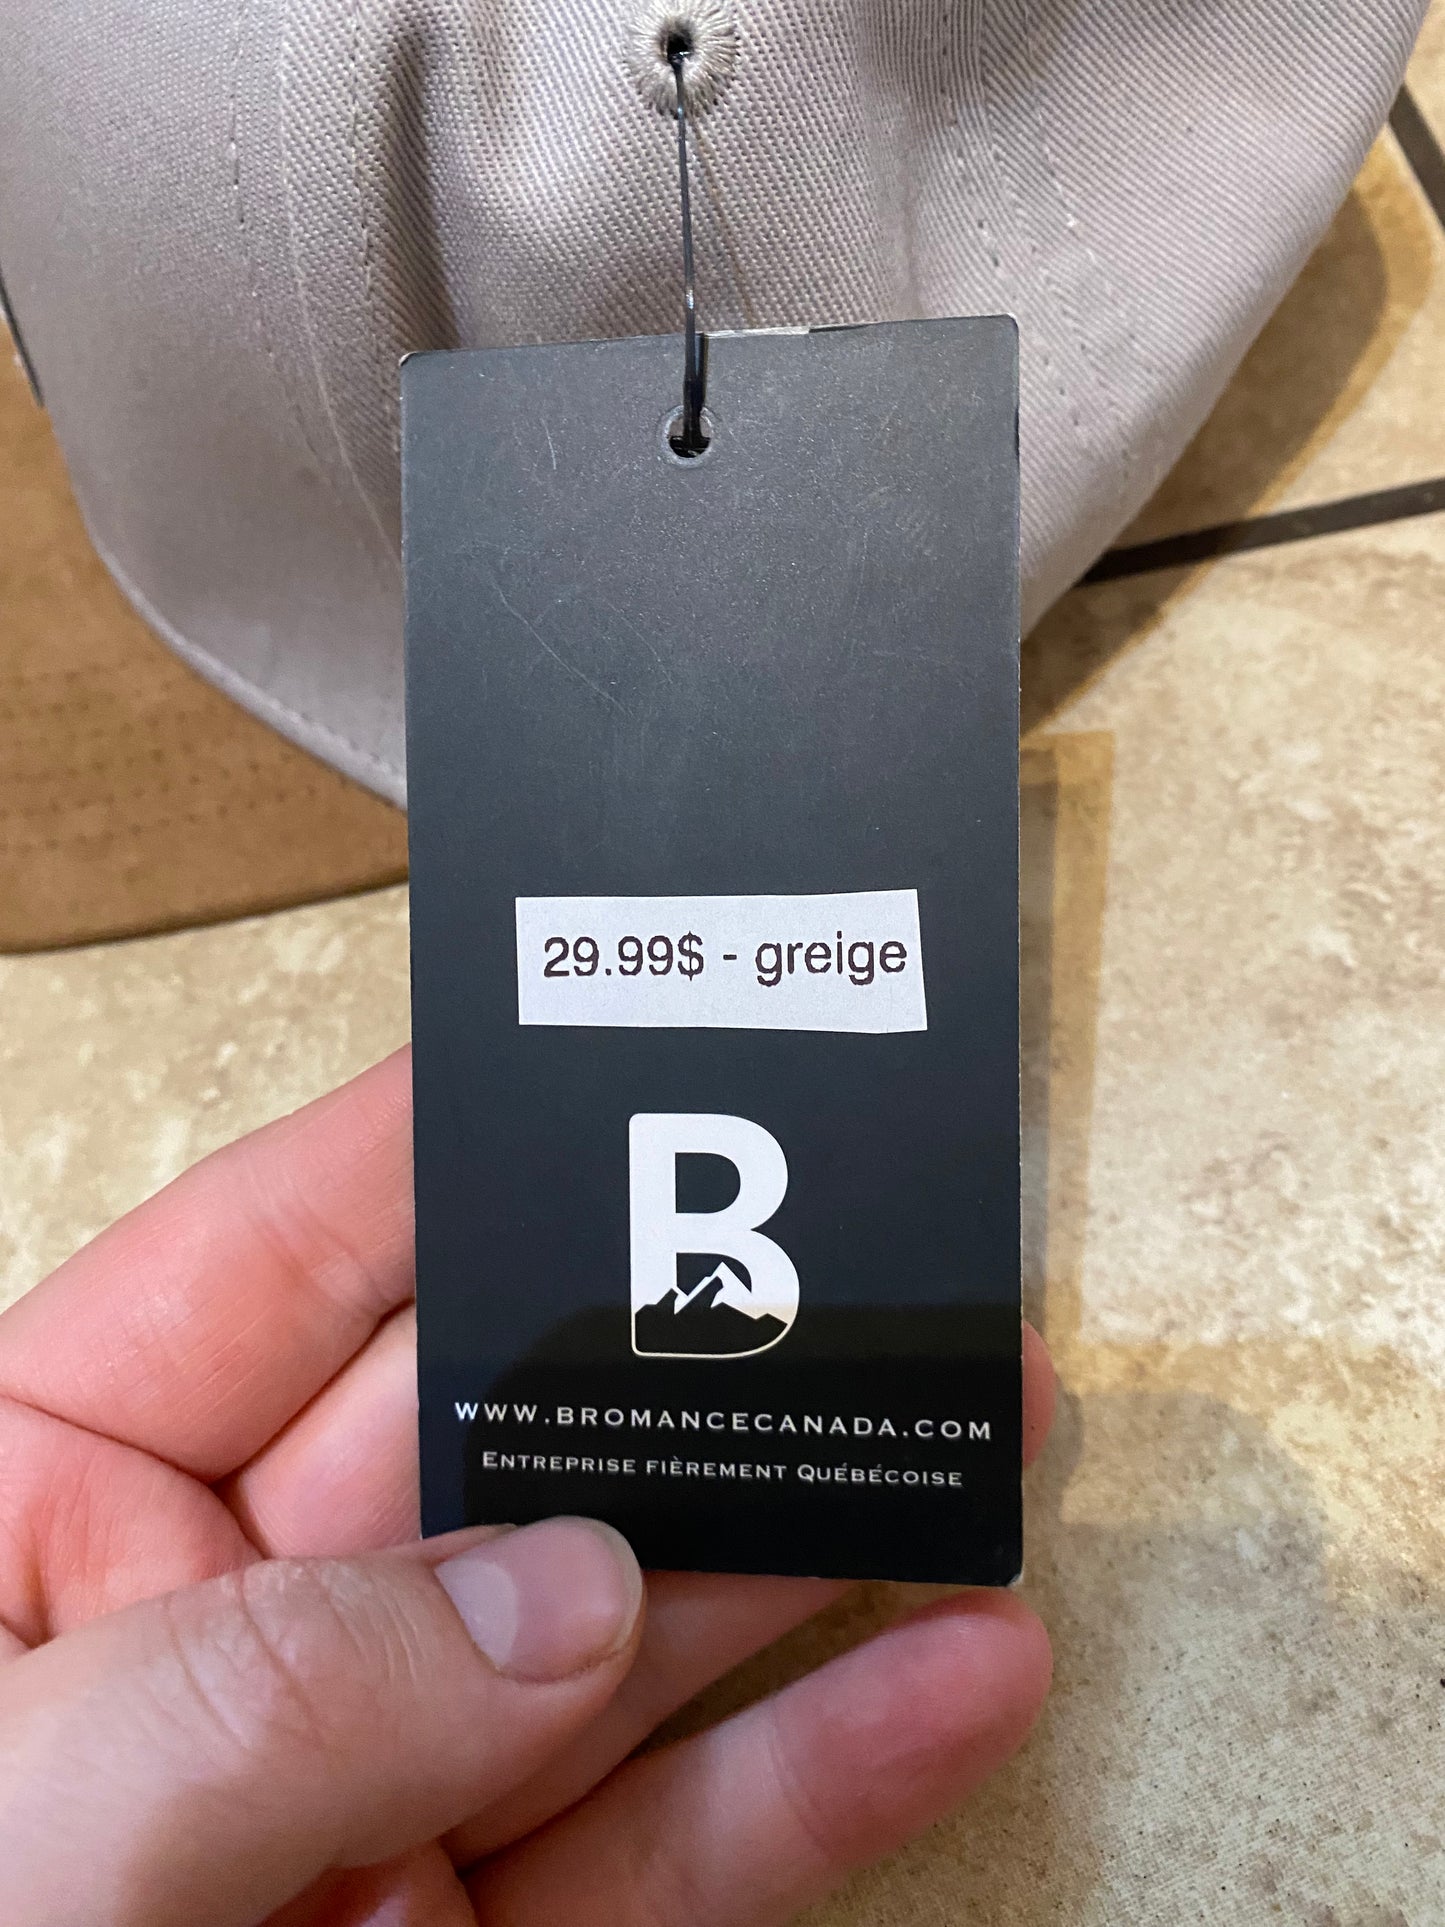 29.99$ - greige
B
WWW.BROMANCECANADA.COM
ENTREPRISE FIÈREMENT QUÉBÉCOISE